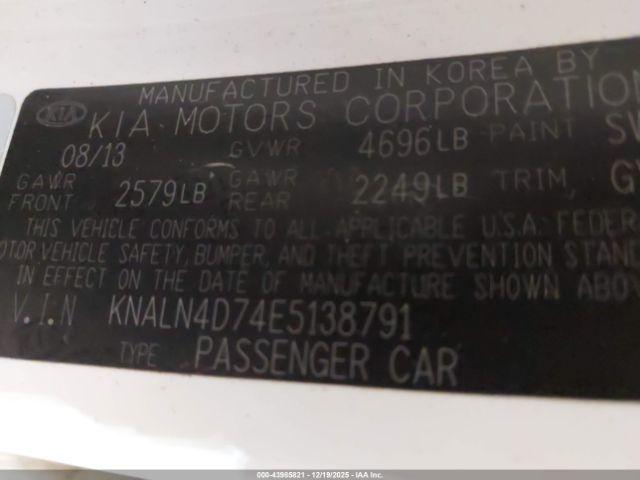 MANUFACTURED IN KOREA BY
KIA KIA MOTORS CORPORATION
08/13 GVWR 4696LB PAINT
GAWR FRONT 2579LB GAWR REAR 2249LB TRIM,
THIS VEHICLE CONFORMS TO ALL APPLICABLE U.S.A. FEDER
OTOR VEHICLE SAFETY, BUMPER, AND THEFT PREVENTION STAND
IN EFFECT ON THE DATE OF MANUFACTURE SHOWN ABOV
V.I.N KNALN4D74E5138791
TYPE PASSENGER CAR
000-43985821 - 12/19/2025 - IAA Inc.